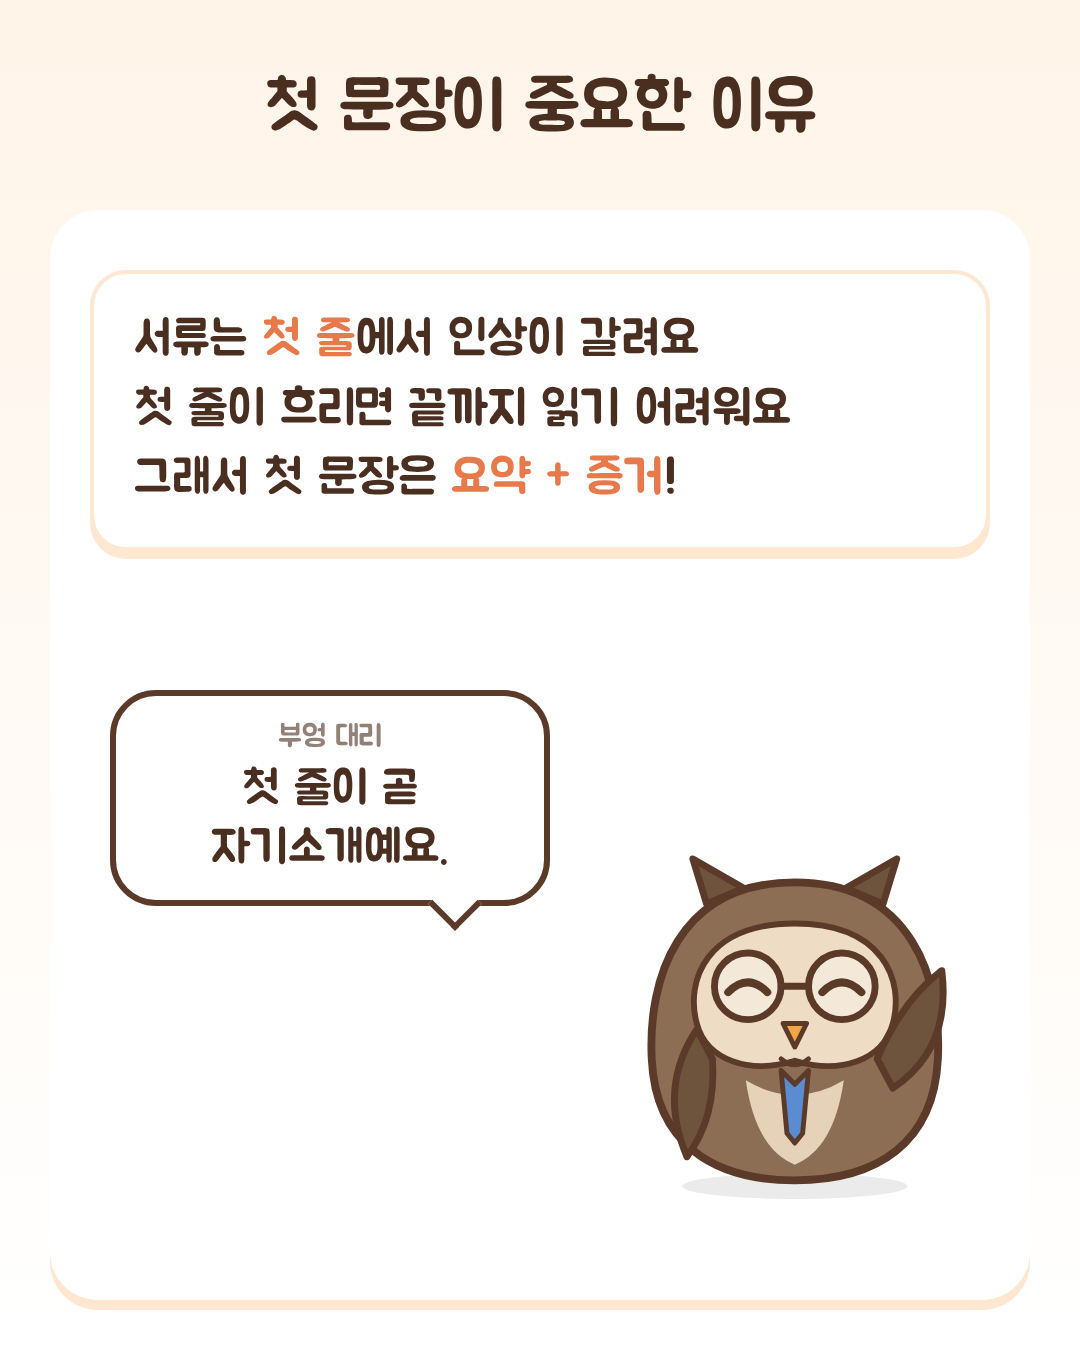 첫 문장이 중요한 이유
서류는 첫 줄에서 인상이 갈려요
첫 줄이 흐리면 끝까지 읽기 어려워요
그래서 첫 문장은 요약 + 증거!
부엉 대리
첫 줄이 곧
자기소개예요.